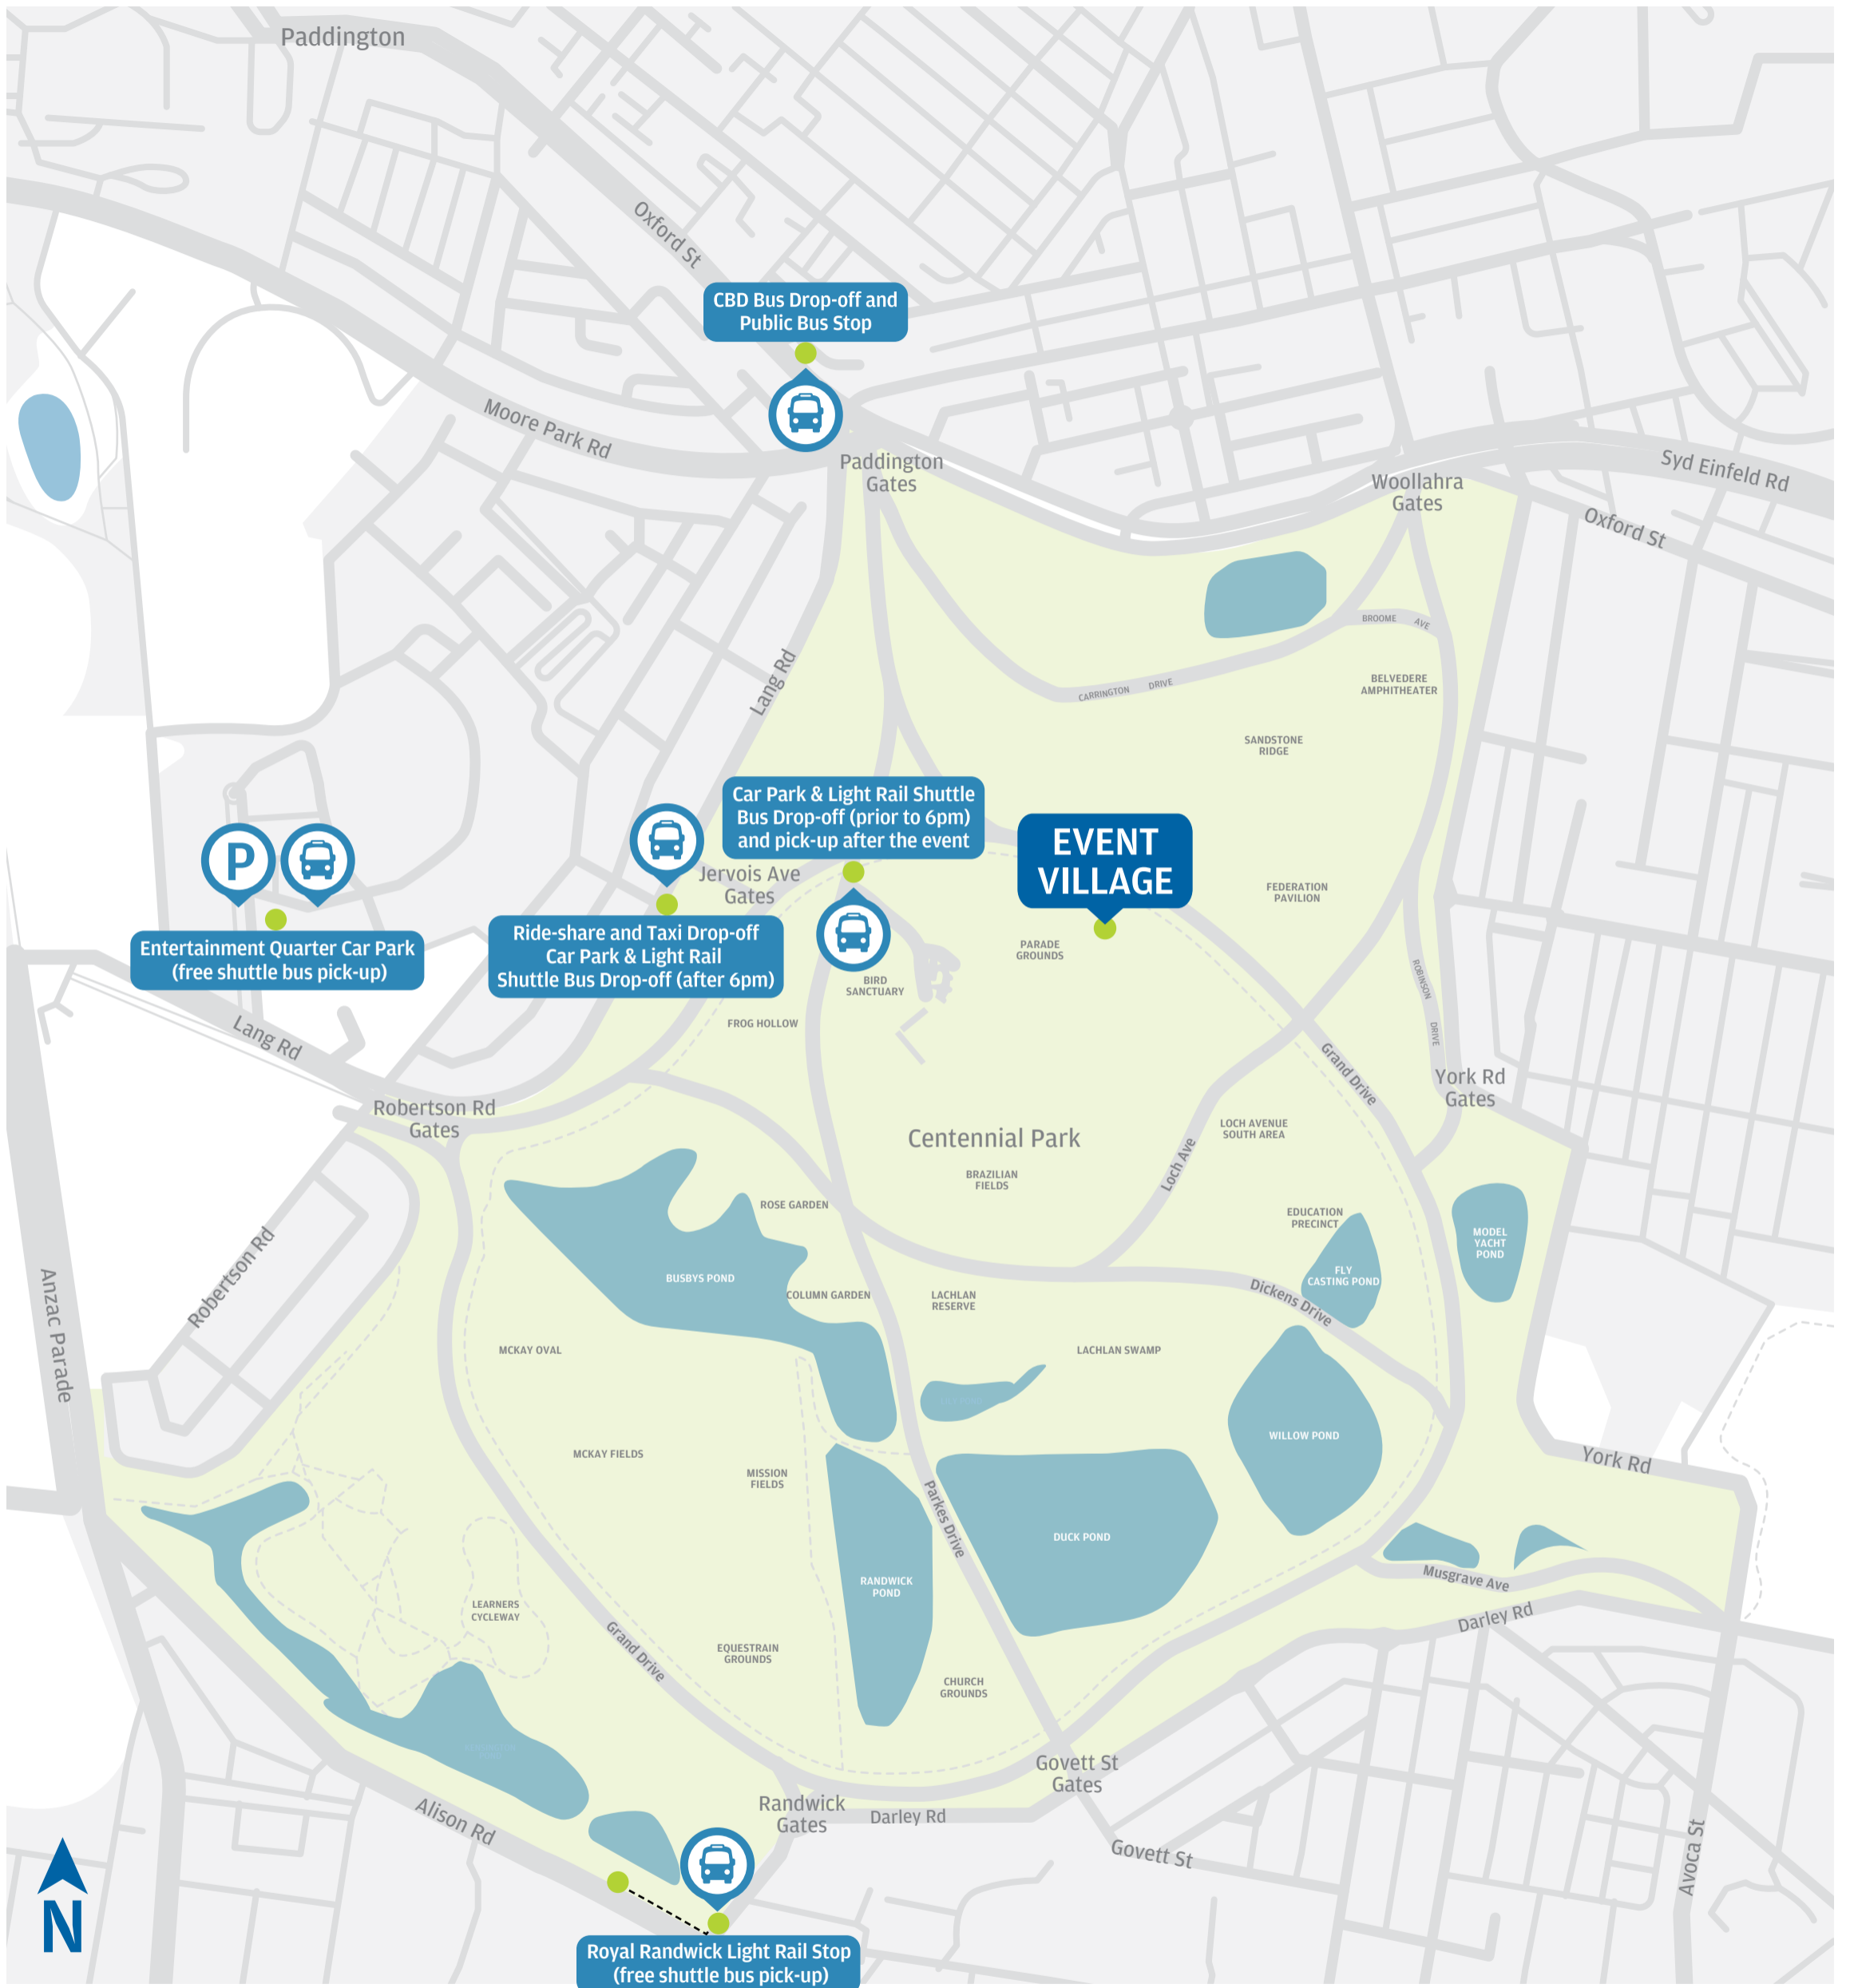 Paddington
Oxford St
CBD Bus Drop-off and
Public Bus Stop
Moore Park Rd
Paddington
Gates
Woollahra
Gates
Syd Einfeld Rd
Oxford St
BROOME AVE
Lang Rd
CARRINGTON DRIVE
BELVEDERE
AMPHITHEATER
SANDSTONE
RIDGE
Car Park & Light Rail Shuttle
Bus Drop-off (prior to 6pm)
and pick-up after the event
EVENT
VILLAGE
P
Jervois Ave
Gates
FEDERATION
PAVILION
Entertainment Quarter Car Park
(free shuttle bus pick-up)
Ride-share and Taxi Drop-off
Car Park & Light Rail
Shuttle Bus Drop-off (after 6pm)
PARADE
GROUNDS
BIRD
SANCTUARY
ROBINSON DRIVE
FROG HOLLOW
Lang Rd
Grand Drive
York Rd
Gates
Robertson Rd
Gates
Centennial Park
LOCH AVENUE
SOUTH AREA
Loch Ave
BRAZILIAN
FIELDS
ROSE GARDEN
EDUCATION
PRECINCT
MODEL
YACHT
POND
Robertson Rd
BUSBYS POND
FLY
CASTING POND
COLUMN GARDEN
LACHLAN
RESERVE
Dickens Drive
Anzac Parade
MCKAY OVAL
LACHLAN SWAMP
WILLOW POND
MCKAY FIELDS
MISSION
FIELDS
York Rd
Parkes Drive
DUCK POND
RANDWICK
POND
Musgrave Ave
LEARNERS
CYCLEWAY
Darley Rd
Grand Drive
EQUESTRAIN
GROUNDS
CHURCH
GROUNDS
Govett St
Gates
Alison Rd
Randwick
Gates
Darley Rd
Govett St
Avoca St
N
Royal Randwick Light Rail Stop
(free shuttle bus pick-up)